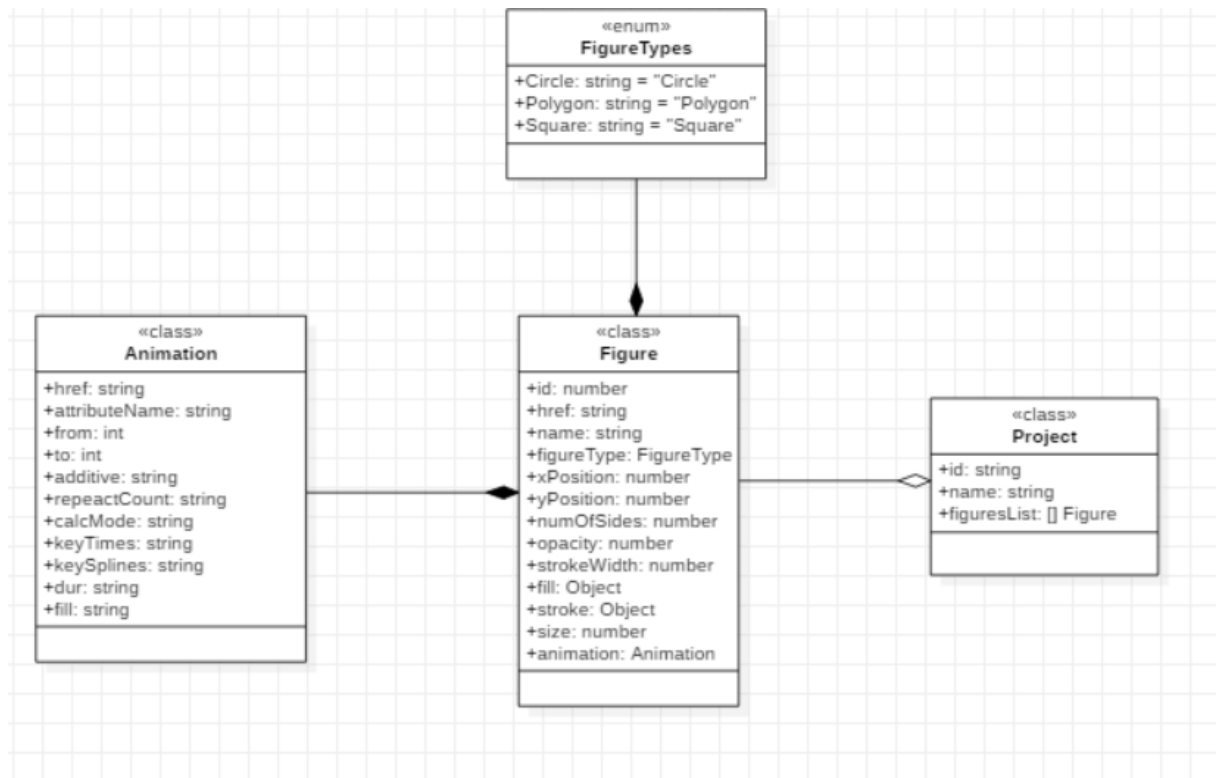 «enum»
FigureTypes
+Circle: string = "Circle"
+Polygon: string = "Polygon"
+Square: string = "Square"
«class»
Animation
+href: string
+attributeName: string
+from: int
+to: int
+additive: string
+repeactCount: string
+calcMode: string
+keyTimes: string
+keySplines: string
+dur: string
+fill: string
«class»
Figure
+id: number
+href: string
+name: string
+figureType: FigureType
+xPosition: number
+yPosition: number
+numOfSides: number
+opacity: number
+strokeWidth: number
+fill: Object
+stroke: Object
+size: number
+animation: Animation
«class»
Project
+id: string
+name: string
+figuresList: [] Figure